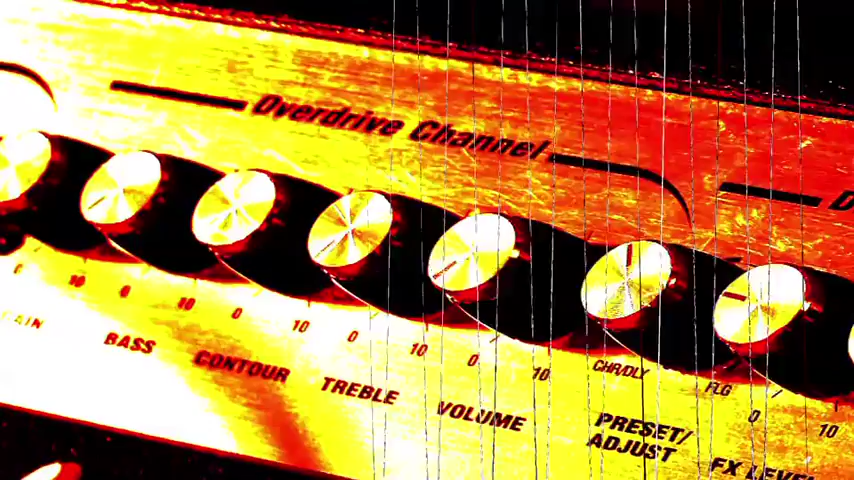 Overdrive Channel
D
0 10 0 10 0 10 0 10 0 10 CHR/DLY FLG 0 10
AIN BASS CONTOUR TREBLE VOLUME PRESET/ FX LEVEL
ADJUST